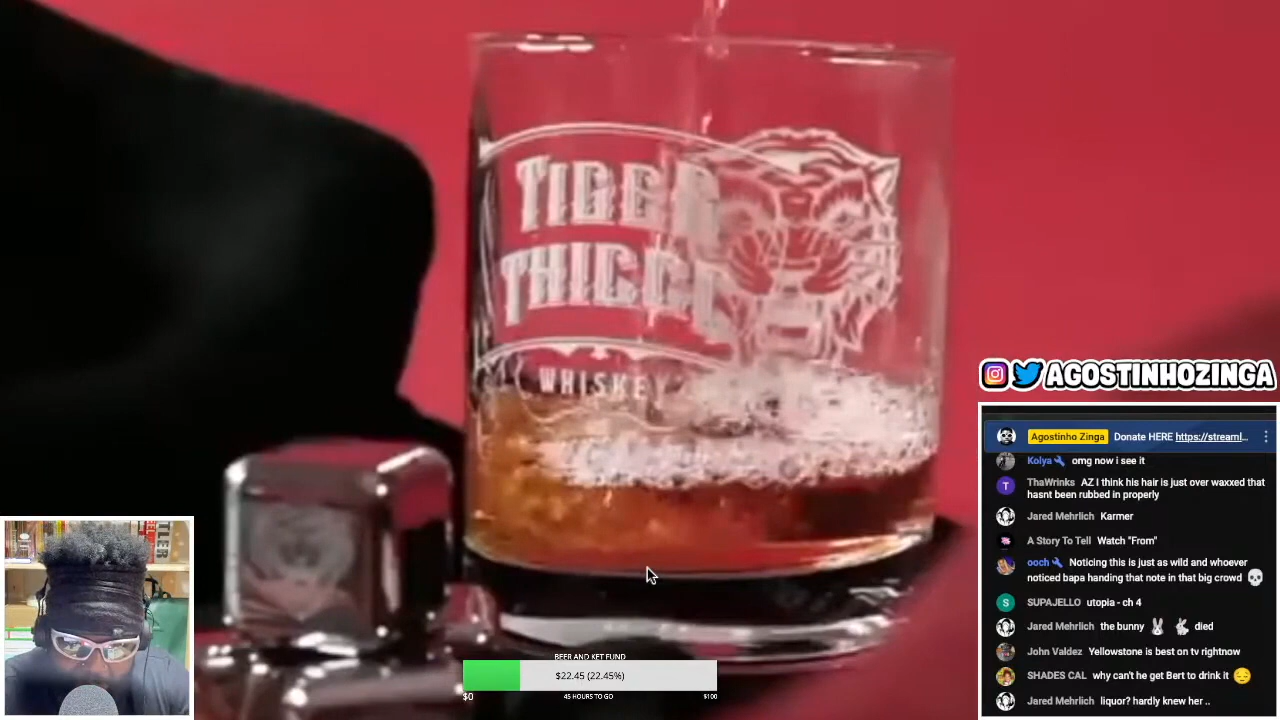 TIGER
THICCC
WHISKEY
AGOSTINHOZINGA
Agostinho Zinga Donate HERE https://streaml...
Kolya omg now i see it
ThaWrinks AZ I think his hair is just over waxxed that
hasnt been rubbed in properly
Jared Mehrlich Karmer
A Story To Tell Watch "From"
ooch Noticing this is just as wild and whoever
noticed bapa handing that note in that big crowd 💀
SUPAJELLO utopia - ch 4
Jared Mehrlich the bunny 🐰 🐇 died
John Valdez Yellowstone is best on tv rightnow
SHADES CAL why can't he get Bert to drink it 😔
Jared Mehrlich liquor? hardly knew her ..
BEER AND KET FUND
$22.45 (22.45%)
$0 45 HOURS TO GO $100